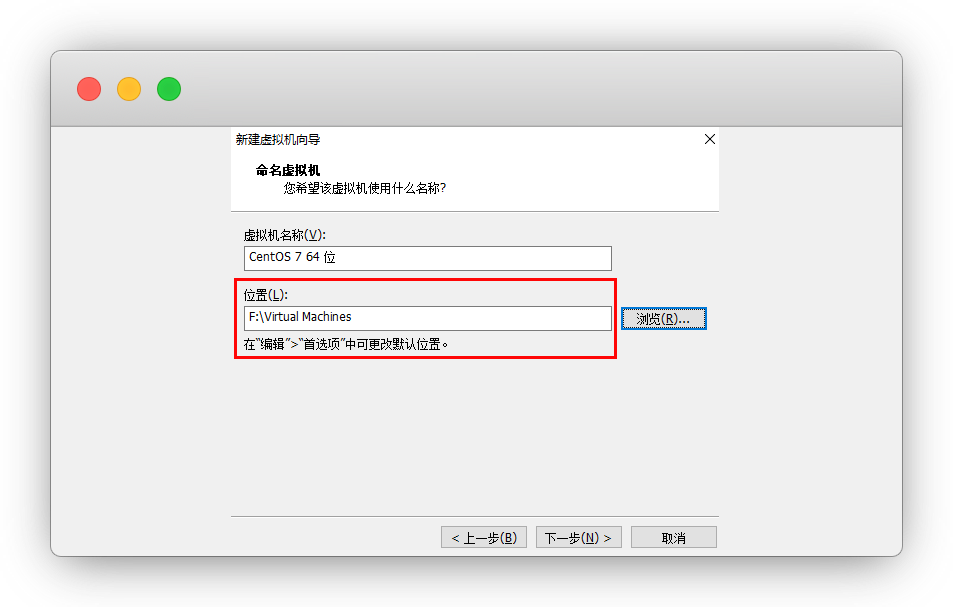 新建虚拟机向导
命名虚拟机
您希望该虚拟机使用什么名称?
虚拟机名称(V):
CentOS 7 64 位
位置(L):
F:\Virtual Machines
浏览(R)...
在“编辑”>“首选项”中可更改默认位置。
< 上一步(B)
下一步(N) >
取消